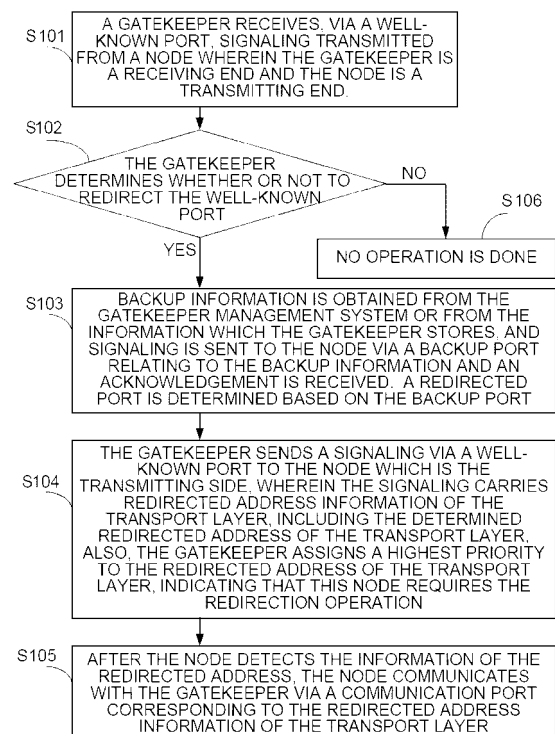 S101
A GATEKEEPER RECEIVES, VIA A WELL-
KNOWN PORT, SIGNALING TRANSMITTED
FROM A NODE WHEREIN THE GATEKEEPER IS
A RECEIVING END AND THE NODE IS A
TRANSMITTING END.
S102
THE GATEKEEPER
DETERMINES WHETHER OR NOT TO
REDIRECT THE WELL-KNOWN
PORT
NO
YES
S106
NO OPERATION IS DONE
S103
BACKUP INFORMATION IS OBTAINED FROM THE
GATEKEEPER MANAGEMENT SYSTEM OR FROM THE
INFORMATION WHICH THE GATEKEEPER STORES, AND
SIGNALING IS SENT TO THE NODE VIA A BACKUP PORT
RELATING TO THE BACKUP INFORMATION AND AN
ACKNOWLEDGEMENT IS RECEIVED. A REDIRECTED
PORT IS DETERMINED BASED ON THE BACKUP PORT
S104
THE GATEKEEPER SENDS A SIGNALING VIA A WELL-
KNOWN PORT TO THE NODE WHICH IS THE
TRANSMITTING SIDE, WHEREIN THE SIGNALING CARRIES
REDIRECTED ADDRESS INFORMATION OF THE
TRANSPORT LAYER, INCLUDING THE DETERMINED
REDIRECTED ADDRESS OF THE TRANSPORT LAYER,
ALSO, THE GATEKEEPER ASSIGNS A HIGHEST PRIORITY
TO THE REDIRECTED ADDRESS OF THE TRANSPORT
LAYER, INDICATING THAT THIS NODE REQUIRES THE
REDIRECTION OPERATION
S105
AFTER THE NODE DETECTS THE INFORMATION OF THE
REDIRECTED ADDRESS, THE NODE COMMUNICATES
WITH THE GATEKEEPER VIA A COMMUNICATION PORT
CORRESPONDING TO THE REDIRECTED ADDRESS
INFORMATION OF THE TRANSPORT LAYER